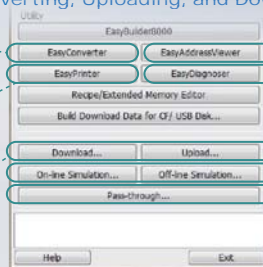 verting, Uploading, and Do
Utility
EasyBuilder8000
EasyConverter EasyAddressViewer
EasyPrinter EasyDiagnoser
Recipe/Extended Memory Editor
Build Download Data for CF/ USB Disk...
Download... Upload...
On-line Simulation... Off-line Simulation...
Pass-through...
Help Exit